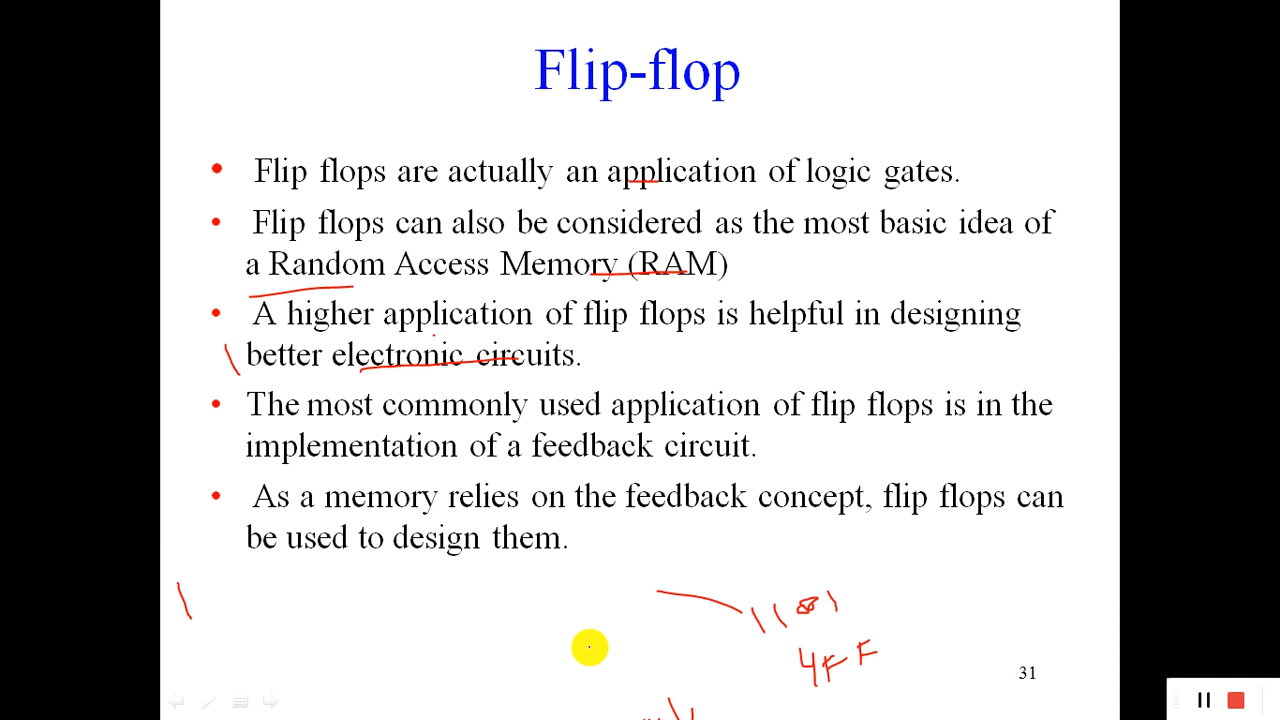 Flip-flop
• Flip flops are actually an application of logic gates.
• Flip flops can also be considered as the most basic idea of
a Random Access Memory (RAM)
• A higher application of flip flops is helpful in designing
better electronic circuits.
• The most commonly used application of flip flops is in the
implementation of a feedback circuit.
• As a memory relies on the feedback concept, flip flops can
be used to design them.
1101
4FF
31